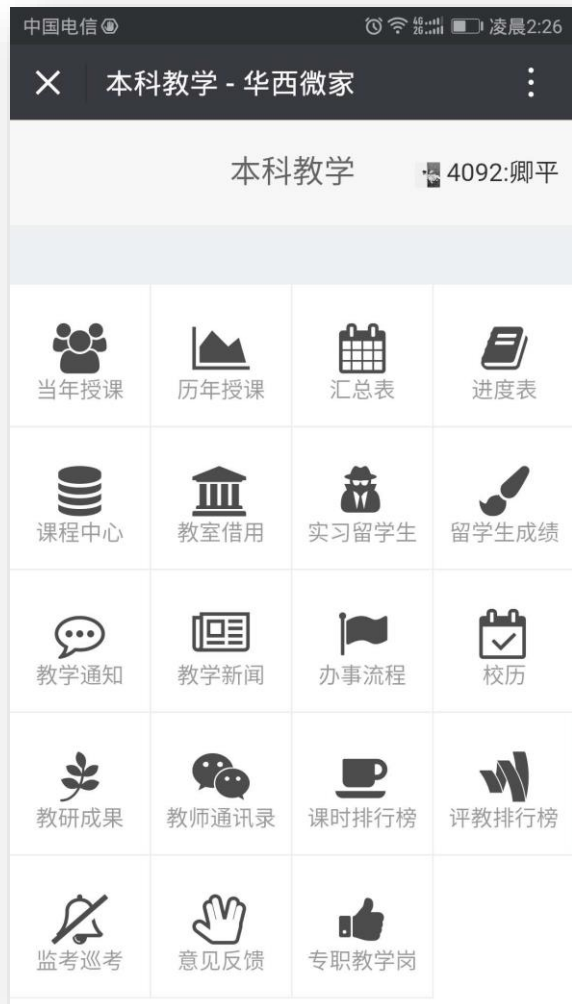 中国电信 4G 4G 凌晨2:26
本科教学 - 华西微家
本科教学 4092:卿平
当年授课 历年授课 汇总表 进度表
课程中心 教室借用 实习留学生 留学生成绩
教学通知 教学新闻 办事流程 校历
教研成果 教师通讯录 课时排行榜 评教排行榜
监考巡考 意见反馈 专职教学岗